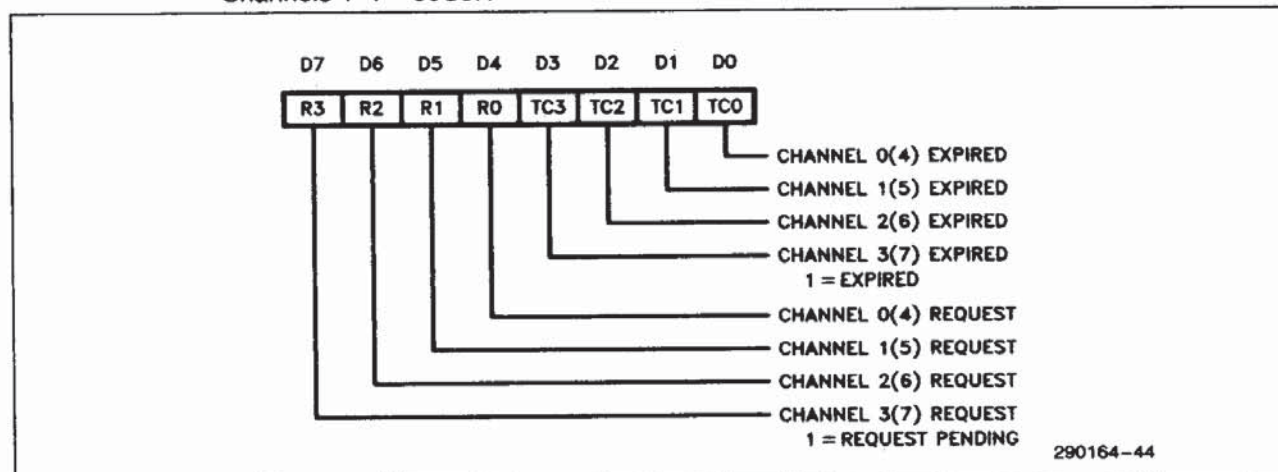 D7 D6 D5 D4 D3 D2 D1 D0
R3 R2 R1 R0 TC3 TC2 TC1 TC0
CHANNEL 0(4) EXPIRED
CHANNEL 1(5) EXPIRED
CHANNEL 2(6) EXPIRED
CHANNEL 3(7) EXPIRED
1 = EXPIRED
CHANNEL 0(4) REQUEST
CHANNEL 1(5) REQUEST
CHANNEL 2(6) REQUEST
CHANNEL 3(7) REQUEST
1 = REQUEST PENDING
290164-44